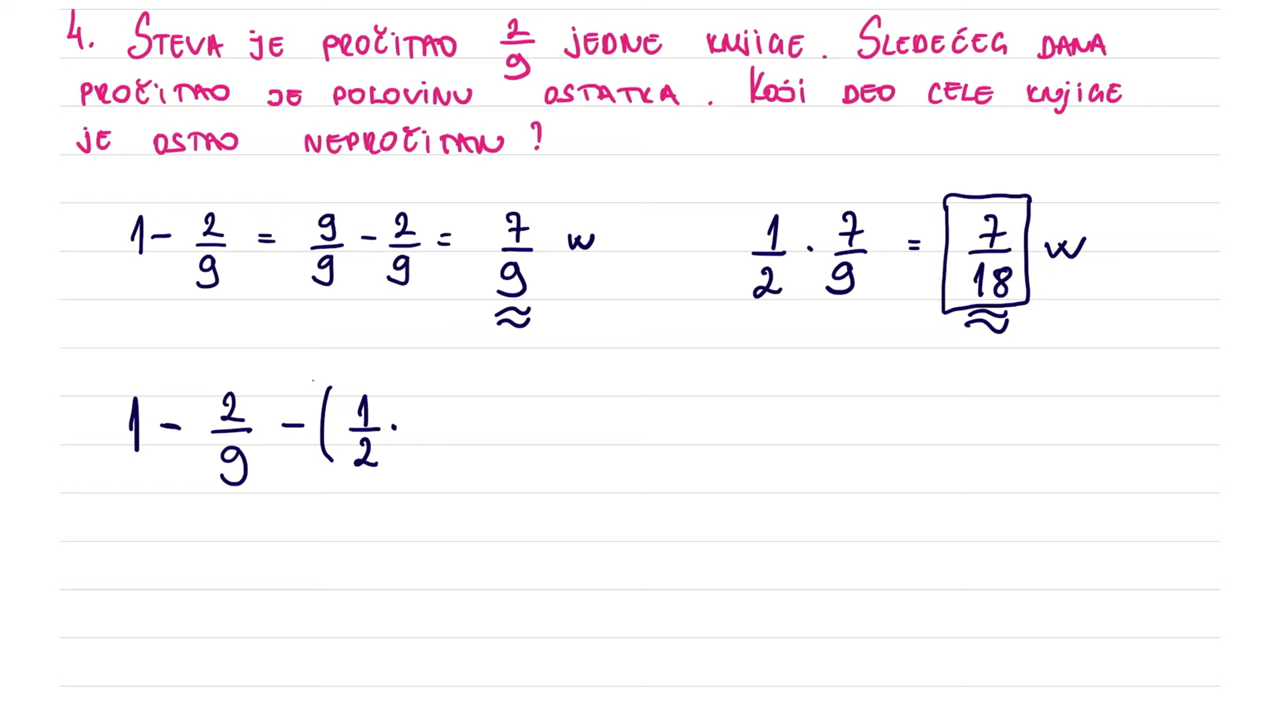 4. STEVA JE PROČITAO 2/9 JEDNE KNJIGE. SLEDEĆEG DANA
PROČITAO JE POLOVINU OSTATKA. KOJI DEO CELE KNJIGE
JE OSTAO NEPROČITAN?
1 - 2/9 = 9/9 - 2/9 = 7/9 w
1/2 · 7/9 = 7/18 w
1 - 2/9 - (1/2 ·